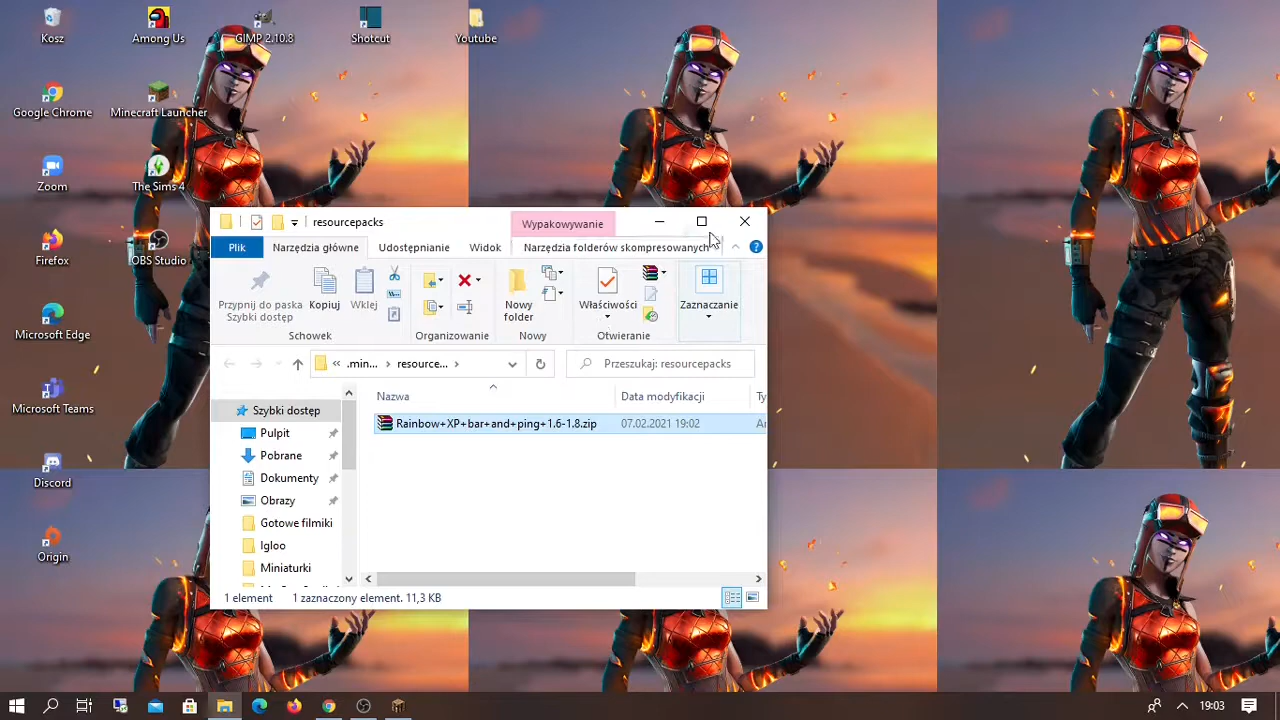 Kosz
Among Us
GIMP 2.10.8
Shotcut
Youtube
Google Chrome
Minecraft Launcher
Zoom
The Sims 4
Firefox
OBS Studio
Microsoft Edge
Microsoft Teams
Discord
Origin
resourcepacks
Wypakowywanie
Plik
Narzędzia główne
Udostępnianie
Widok
Narzędzia folderów skompresowanych
Przypnij do paska
Szybki dostęp
Kopiuj
Wklej
Nowy
folder
Właściwości
Zaznaczanie
Schowek
Organizowanie
Nowy
Otwieranie
« .min... › resource... ›
Przeszukaj: resourcepacks
Nazwa
Data modyfikacji
Ty
Szybki dostęp
Rainbow+XP+bar+and+ping+1.6-1.8.zip
07.02.2021 19:02
Ar
Pulpit
Pobrane
Dokumenty
Obrazy
Gotowe filmiki
Igloo
Miniaturki
1 element
1 zaznaczony element. 11,3 KB
19:03